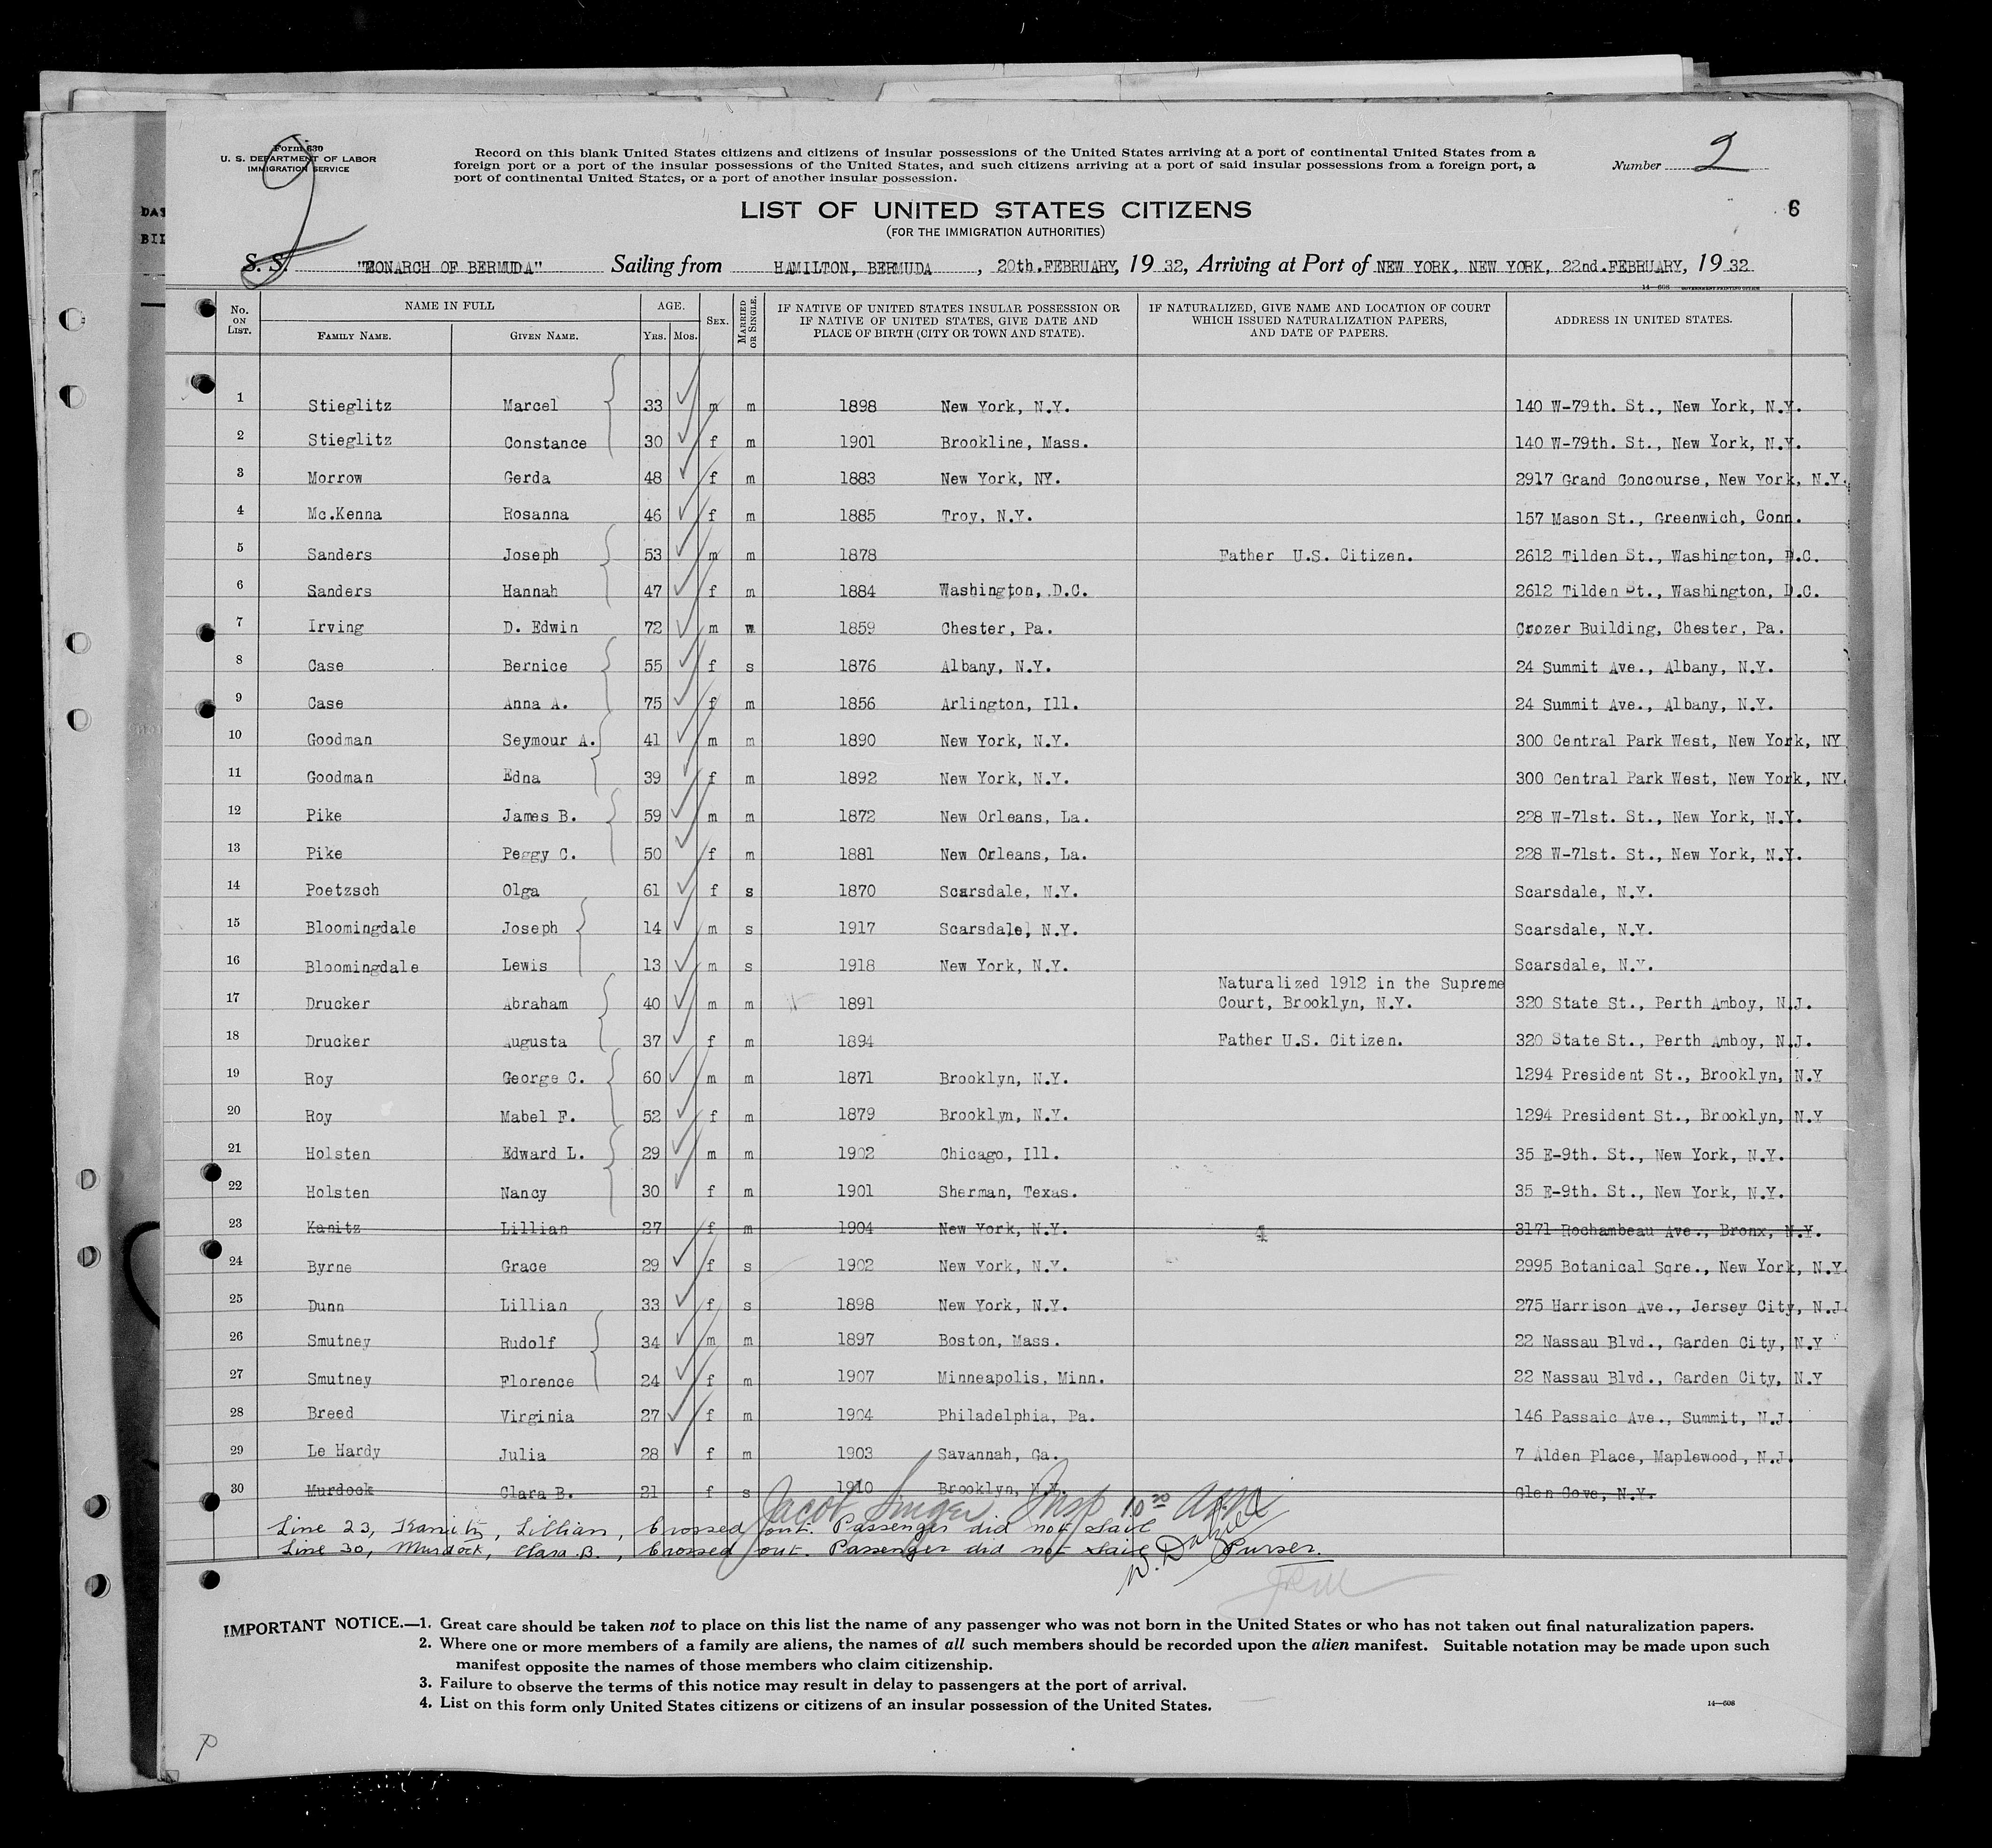 Form 630
U. S. DEPARTMENT OF LABOR
IMMIGRATION SERVICE
Record on this blank United States citizens and citizens of insular possessions of the United States arriving at a port of continental United States from a
foreign port or a port of the insular possessions of the United States, and such citizens arriving at a port of said insular possessions from a foreign port, a
port of continental United States, or a port of another insular possession.
Number 2
2
LIST OF UNITED STATES CITIZENS
6
(FOR THE IMMIGRATION AUTHORITIES)
S. S. "MONARCH OF BERMUDA" Sailing from HAMILTON, BERMUDA, 20th. FEBRUARY, 1932, Arriving at Port of NEW YORK, NEW YORK, 22nd. FEBRUARY, 1932
14—608 GOVERNMENT PRINTING OFFICE
No. ON LIST. NAME IN FULL FAMILY NAME. GIVEN NAME. AGE. YRS. MOS. SEX. MARRIED OR SINGLE. IF NATIVE OF UNITED STATES INSULAR POSSESSION OR IF NATIVE OF UNITED STATES, GIVE DATE AND PLACE OF BIRTH (CITY OR TOWN AND STATE). IF NATURALIZED, GIVE NAME AND LOCATION OF COURT WHICH ISSUED NATURALIZATION PAPERS, AND DATE OF PAPERS. ADDRESS IN UNITED STATES.
1 Stieglitz Marcel 33 m m 1898 New York, N.Y. 140 W-79th. St., New York, N.Y.
2 Stieglitz Constance 30 f m 1901 Brookline, Mass. 140 W-79th. St., New York, N.Y.
3 Morrow Gerda 48 f m 1883 New York, NY. 2917 Grand Concourse, New York, N.Y.
4 Mc.Kenna Rosanna 46 f m 1885 Troy, N.Y. 157 Mason St., Greenwich, Conn.
5 Sanders Joseph 53 m m 1878 Father U.S. Citizen. 2612 Tilden St., Washington, D.C.
6 Sanders Hannah 47 f m 1884 Washington, D.C. 2612 Tilden St., Washington, D.C.
7 Irving D. Edwin 72 m w 1859 Chester, Pa. Crozer Building, Chester, Pa.
8 Case Bernice 55 f s 1876 Albany, N.Y. 24 Summit Ave., Albany, N.Y.
9 Case Anna A. 75 f m 1856 Arlington, Ill. 24 Summit Ave., Albany, N.Y.
10 Goodman Seymour A. 41 m m 1890 New York, N.Y. 300 Central Park West, New York, NY
11 Goodman Edna 39 f m 1892 New York, N.Y. 300 Central Park West, New York, NY.
12 Pike James B. 59 m m 1872 New Orleans, La. 228 W-71st. St., New York, N.Y.
13 Pike Peggy C. 50 f m 1881 New Orleans, La. 228 W-71st. St., New York, N.Y.
14 Poetzsch Olga 61 f s 1870 Scarsdale, N.Y. Scarsdale, N.Y.
15 Bloomingdale Joseph 14 m s 1917 Scarsdale, N.Y. Scarsdale, N.Y.
16 Bloomingdale Lewis 13 m s 1918 New York, N.Y. Scarsdale, N.Y.
Naturalized 1912 in the Supreme
17 Drucker Abraham 40 m m 1891 Court, Brooklyn, N.Y. 320 State St., Perth Amboy, N.J.
18 Drucker Augusta 37 f m 1894 Father U.S. Citizen. 320 State St., Perth Amboy, N.J.
19 Roy George C. 60 m m 1871 Brooklyn, N.Y. 1294 President St., Brooklyn, N.Y
20 Roy Mabel F. 52 f m 1879 Brooklyn, N.Y. 1294 President St., Brooklyn, N.Y
21 Holsten Edward L. 29 m m 1902 Chicago, Ill. 35 E-9th. St., New York, N.Y.
22 Holsten Nancy 30 f m 1901 Sherman, Texas. 35 E-9th. St., New York, N.Y.
23 Kanitz Lillian 27 f m 1904 New York, N.Y. 3171 Rochambeau Ave., Bronx, N.Y.
24 Byrne Grace 29 f s 1902 New York, N.Y. 2995 Botanical Sqre., New York, N.Y.
25 Dunn Lillian 33 f s 1898 New York, N.Y. 275 Harrison Ave., Jersey City, N.J.
26 Smutney Rudolf 34 m m 1897 Boston, Mass. 22 Nassau Blvd., Garden City, N.Y
27 Smutney Florence 24 f m 1907 Minneapolis, Minn. 22 Nassau Blvd., Garden City, N.Y
28 Breed Virginia 27 f m 1904 Philadelphia, Pa. 146 Passaic Ave., Summit, N.J.
29 Le Hardy Julia 28 f m 1903 Savannah, Ga. 7 Alden Place, Maplewood, N.J.
30 Murdock Clara B. 21 f s 1910 Brooklyn, N.Y. Glen Cove, N.Y.
Jacob Singer Insp 10 30 AM
Line 23, Kanitz, Lillian, Crossed out. Passenger did not sail
Line 30, Murdock, Clara B., Crossed out. Passenger did not sail Purser.
IMPORTANT NOTICE.—1. Great care should be taken not to place on this list the name of any passenger who was not born in the United States or who has not taken out final naturalization papers.
2. Where one or more members of a family are aliens, the names of all such members should be recorded upon the alien manifest. Suitable notation may be made upon such
manifest opposite the names of those members who claim citizenship.
3. Failure to observe the terms of this notice may result in delay to passengers at the port of arrival.
4. List on this form only United States citizens or citizens of an insular possession of the United States.
14—608
P